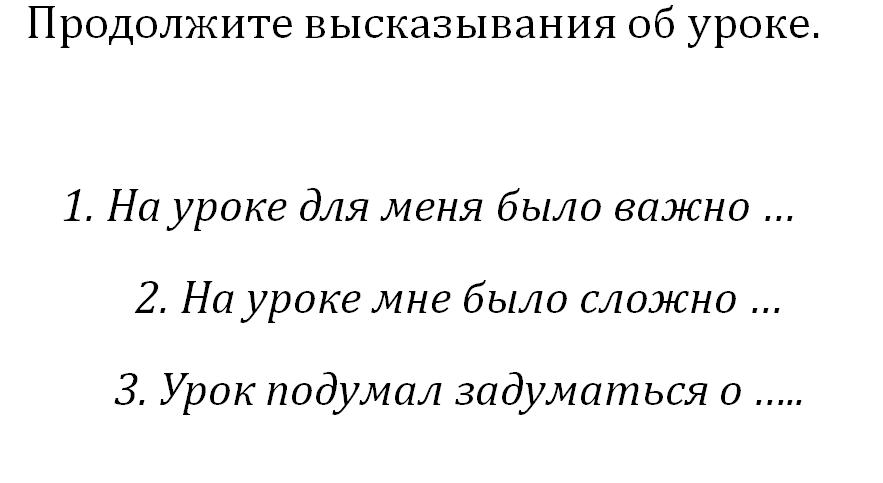 Продолжите высказывания об уроке.
1. На уроке для меня было важно ...
2. На уроке мне было сложно ...
3. Урок подумал задуматься о .....